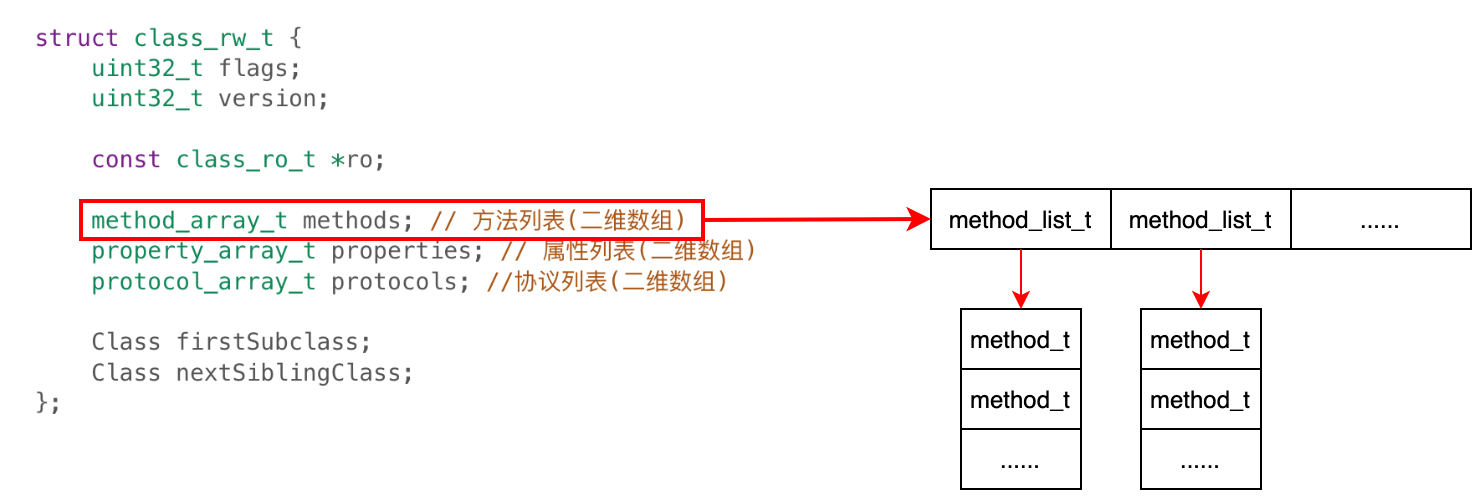 struct class_rw_t {
uint32_t flags;
uint32_t version;
const class_ro_t *ro;
method_array_t methods; // 方法列表(二维数组)
property_array_t properties; // 属性列表(二维数组)
protocol_array_t protocols; //协议列表(二维数组)
Class firstSubclass;
Class nextSiblingClass;
};
method_list_t method_list_t ......
method_t method_t
method_t method_t
...... ......